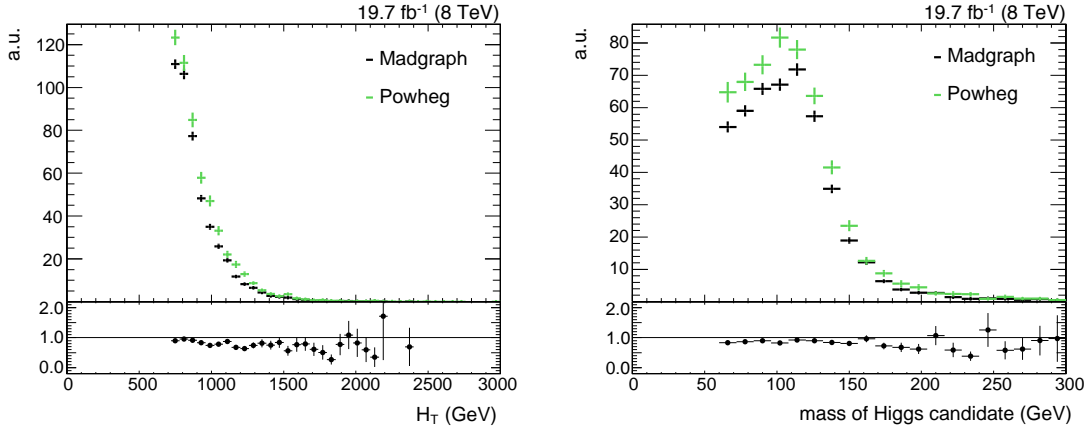 19.7 fb⁻¹ (8 TeV)
a.u.
120
100
80
60
40
20
Madgraph
Powheg
2.0
1.0
0.0
0 500 1000 1500 2000 2500 3000
H_T (GeV)
19.7 fb⁻¹ (8 TeV)
a.u.
80
70
60
50
40
30
20
10
Madgraph
Powheg
2.0
1.0
0.0
0 50 100 150 200 250 300
mass of Higgs candidate (GeV)